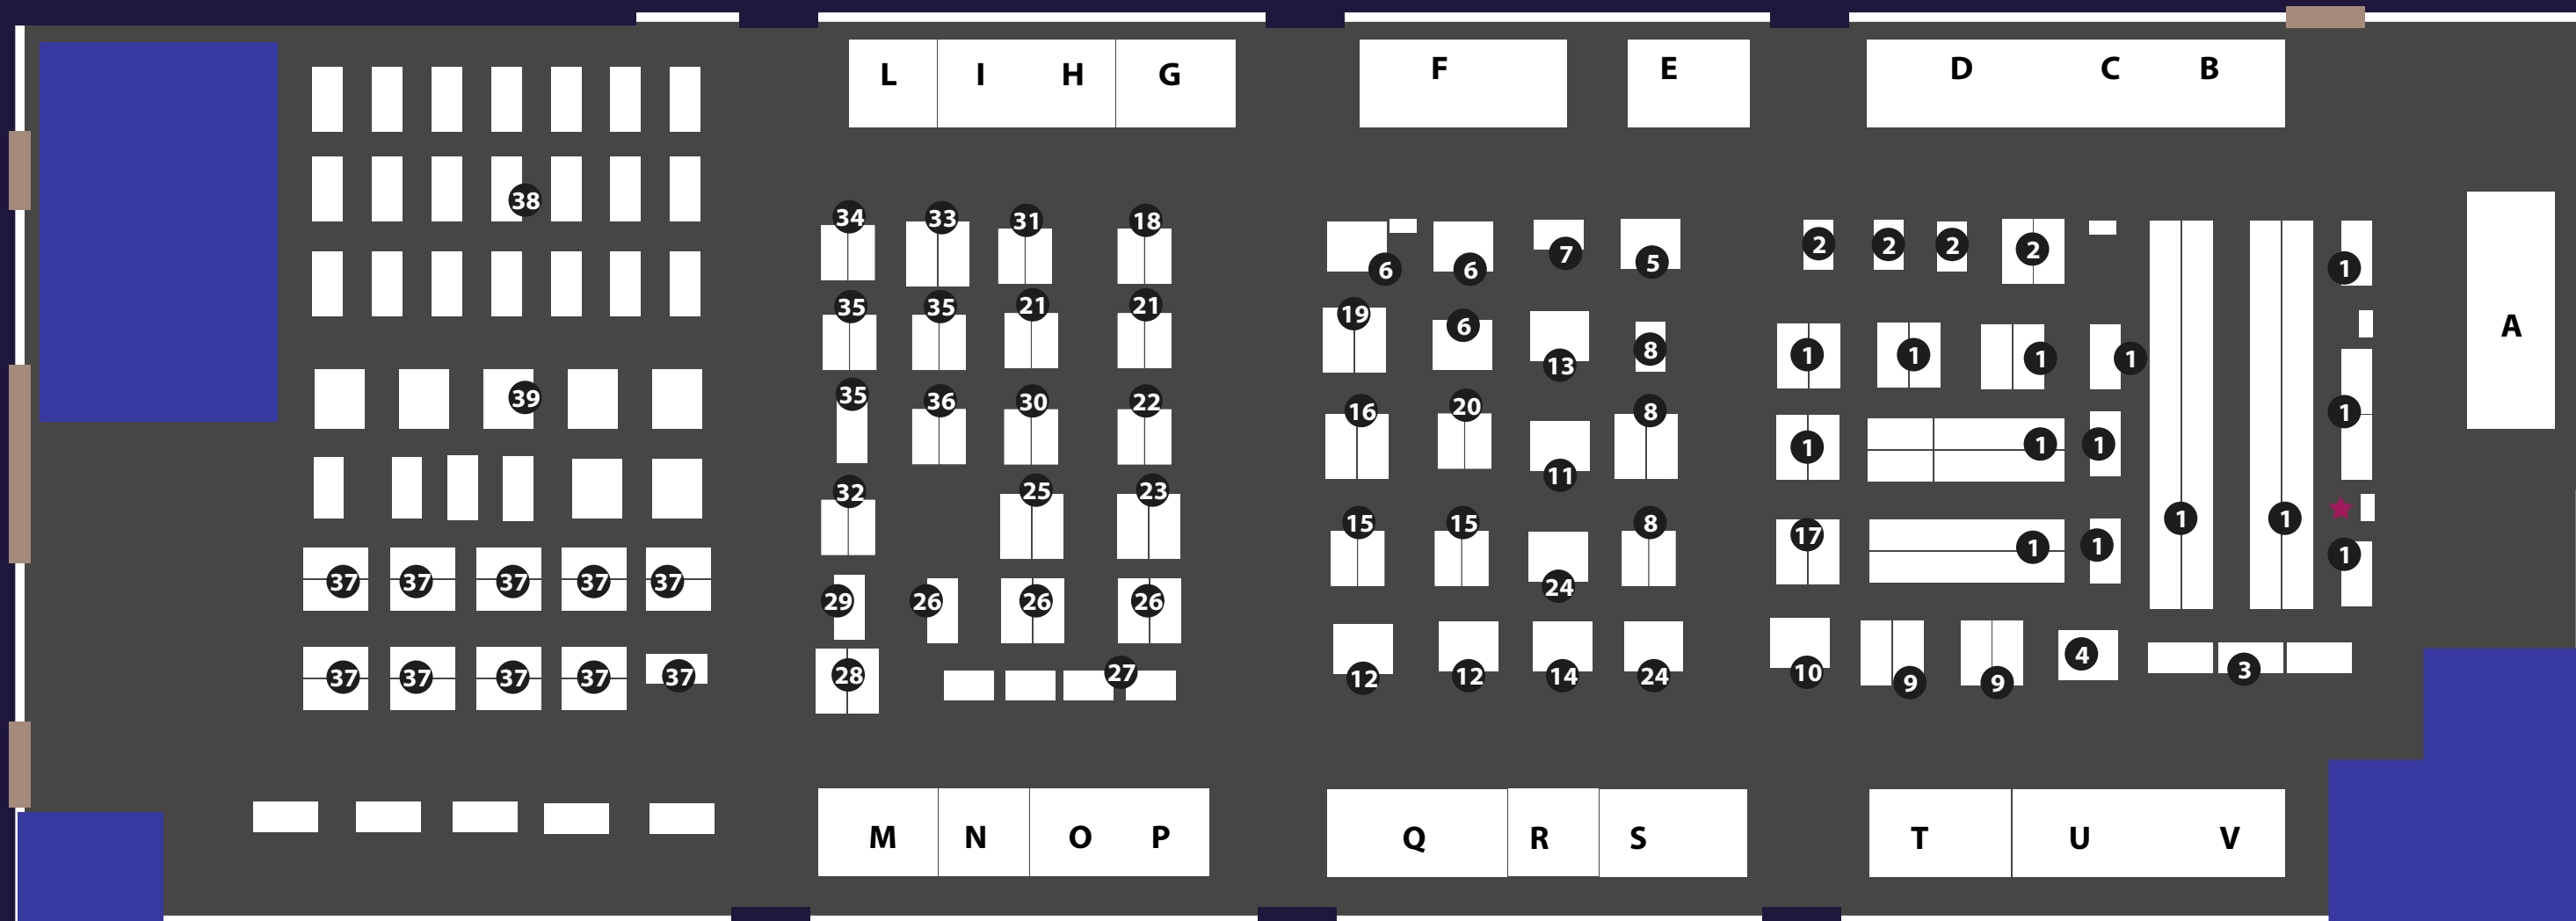 L I H G F E D C B
A
38
34 33 31 18
6 6 7 5
2 2 2 2 1
35 35 21 21
19 6 13 8
1 1 1 1
39
35 36 30 22
16 20 11 8
1 1 1 1
32 25 23
15 15 24 8
17 1 1 1 1 1
37 37 37 37 37
29 26 26 26
37 37 37 37 37
28 27
12 12 14 24
10 9 9 4 3
M N O P Q R S T U V